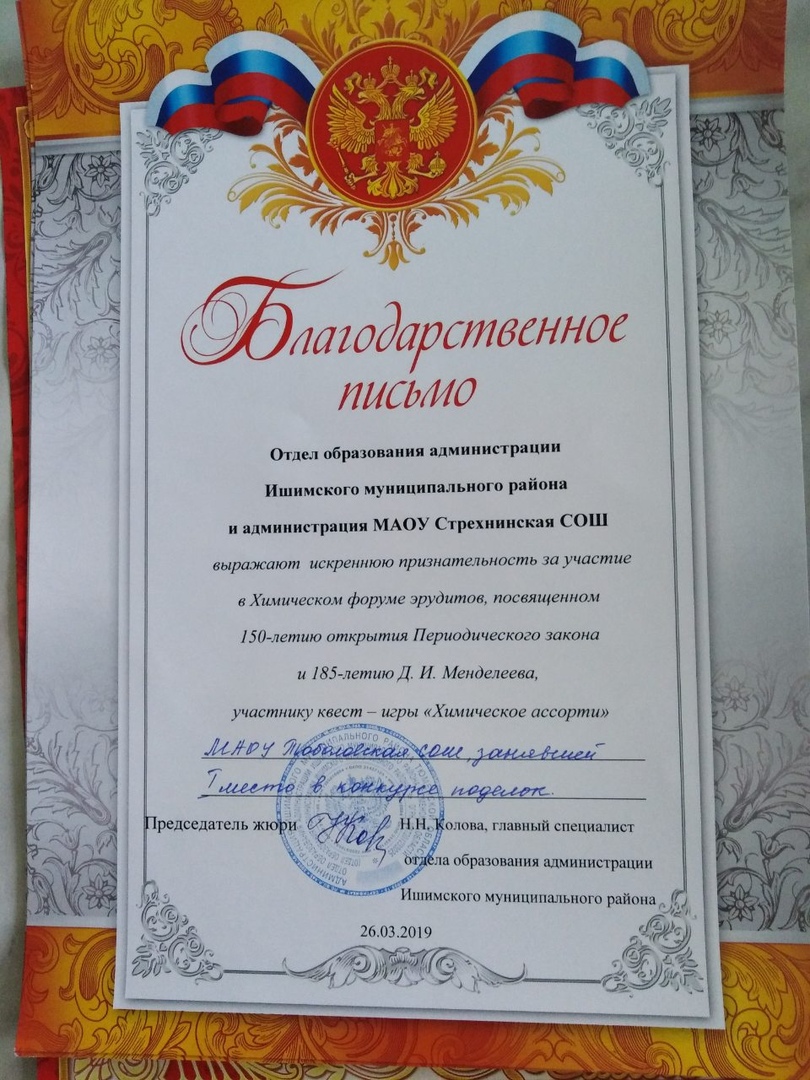 Благодарственное
письмо
Отдел образования администрации
Ишимского муниципального района
и администрация МАОУ Стрехнинская СОШ
выражают искреннюю признательность за участие
в Химическом форуме эрудитов, посвященном
150-летию открытия Периодического закона
и 185-летию Д. И. Менделеева,
участнику квест – игры «Химическое ассорти»
МАОУ Тоболовская СОШ занявшей
I место в конкурсе поделок.
Председатель жюри Н.Н. Колова, главный специалист
отдела образования администрации
Ишимского муниципального района
26.03.2019